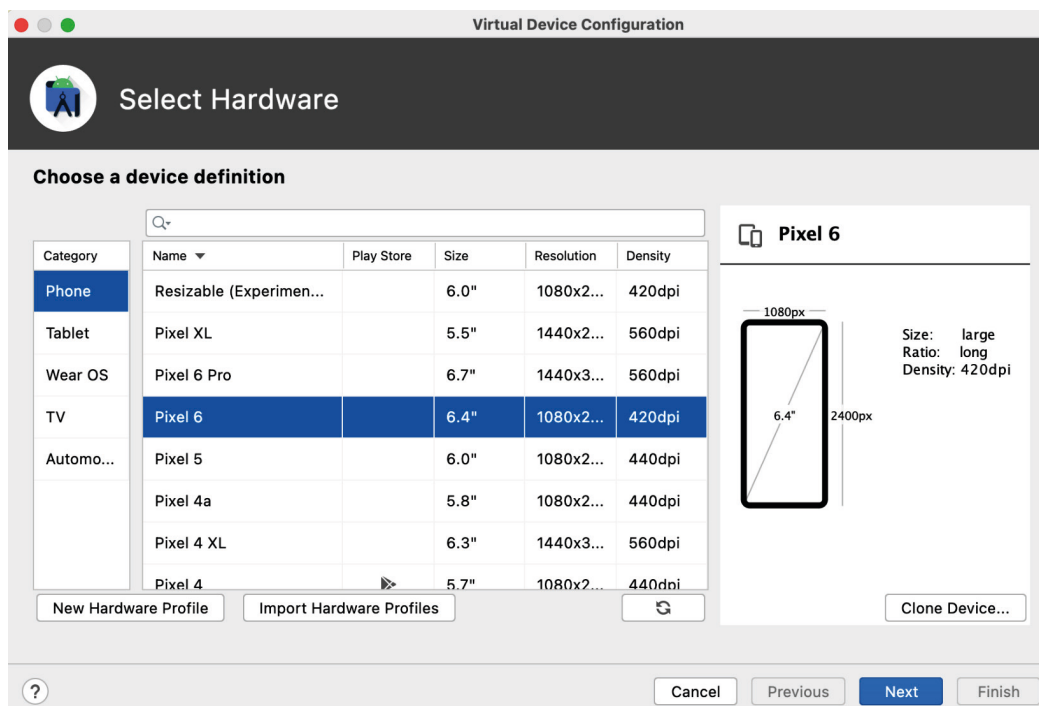 Virtual Device Configuration
Select Hardware
Choose a device definition
Category
Phone
Tablet
Wear OS
TV
Automo...
Name Play Store Size Resolution Density
Resizable (Experimen... 6.0" 1080x2... 420dpi
Pixel XL 5.5" 1440x2... 560dpi
Pixel 6 Pro 6.7" 1440x3... 560dpi
Pixel 6 6.4" 1080x2... 420dpi
Pixel 5 6.0" 1080x2... 440dpi
Pixel 4a 5.8" 1080x2... 440dpi
Pixel 4 XL 6.3" 1440x3... 560dpi
Pixel 4 5.7" 1080x2... 440dpi
New Hardware Profile Import Hardware Profiles
Pixel 6
1080px
6.4"
2400px
Size: large
Ratio: long
Density: 420dpi
Clone Device...
? Cancel Previous Next Finish